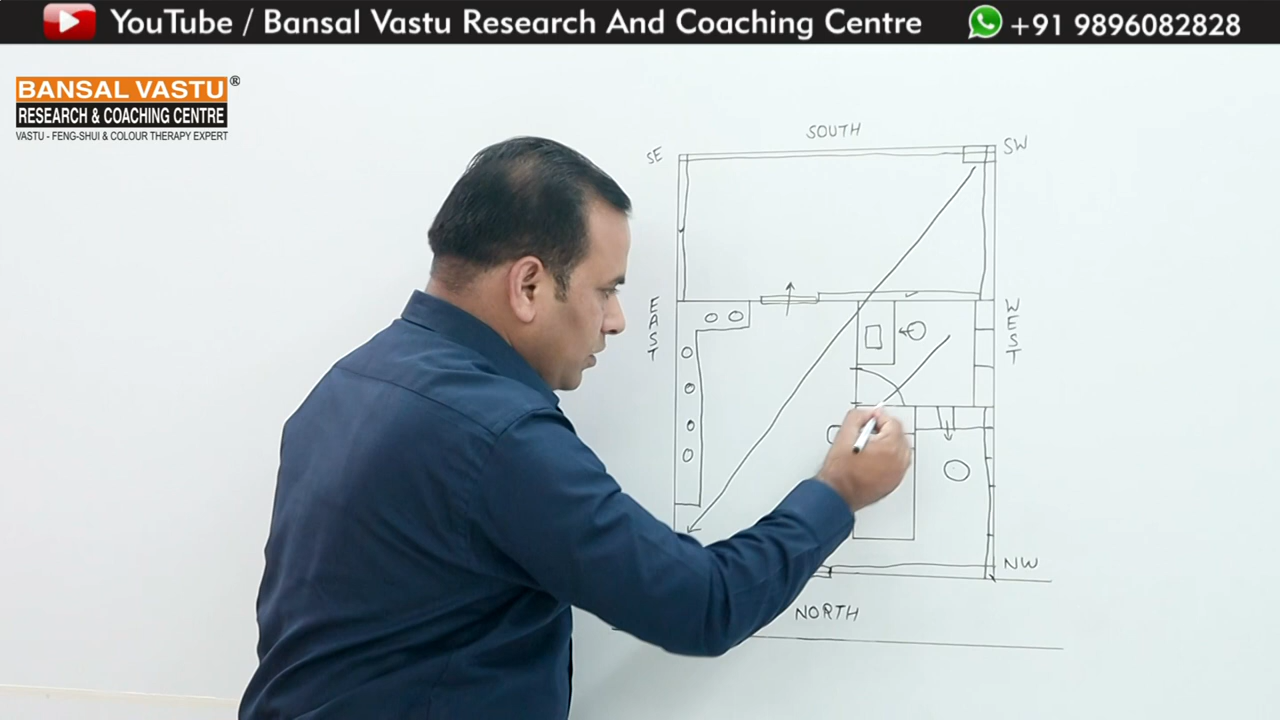 YouTube / Bansal Vastu Research And Coaching Centre
+91 9896082828
BANSAL VASTU®
RESEARCH & COACHING CENTRE
VASTU - FENG-SHUI & COLOUR THERAPY EXPERT
SOUTH
SE
SW
EAST
WEST
NW
NORTH